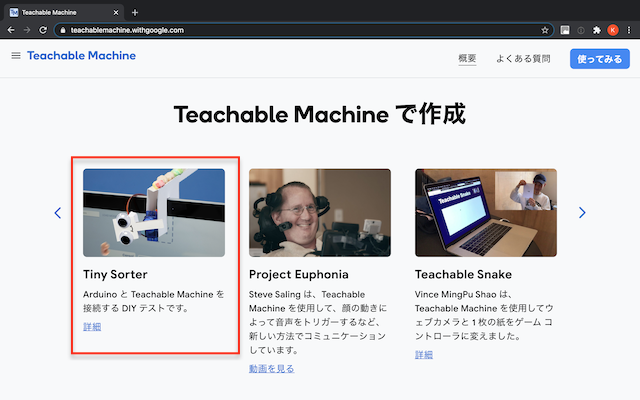 Teachable Machine
teachablemachine.withgoogle.com
K
Teachable Machine
概要
よくある質問
使ってみる
Teachable Machine で作成
Tiny Sorter
Arduino と Teachable Machine を
接続する DIY テストです。
詳細
Project Euphonia
Steve Saling は、Teachable
Machine を使用して、顔の動きに
よって音声をトリガーするなど、
新しい方法でコミュニケーション
しています。
動画を見る
Teachable Snake
Teachable Snake
Vince MingPu Shao は、
Teachable Machine を使用してウ
ェブカメラと 1 枚の紙をゲーム コ
ントローラに変えました。
詳細